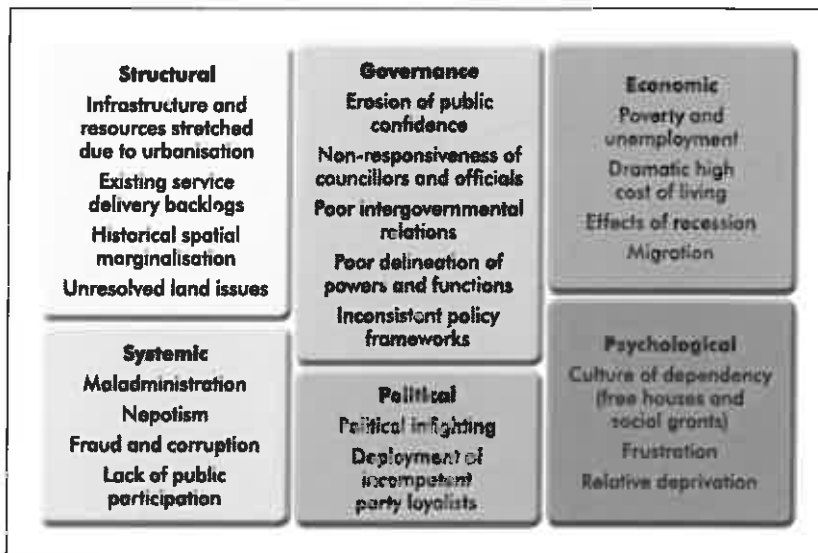 Structural
Infrastructure and
resources stretched
due to urbanisation
Existing service
delivery backlogs
Historical spatial
marginalisation
Unresolved land issues
Systemic
Maladministration
Nepotism
Fraud and corruption
Lack of public
participation
Governance
Erosion of public
confidence
Non-responsiveness of
councillors and officials
Poor intergovernmental
relations
Poor delineation of
powers and functions
Inconsistent policy
frameworks
Political
Political infighting
Deployment of
incompetent
party loyalists
Economic
Poverty and
unemployment
Dramatic high
cost of living
Effects of recession
Migration
Psychological
Culture of dependency
(free houses and
social grants)
Frustration
Relative deprivation